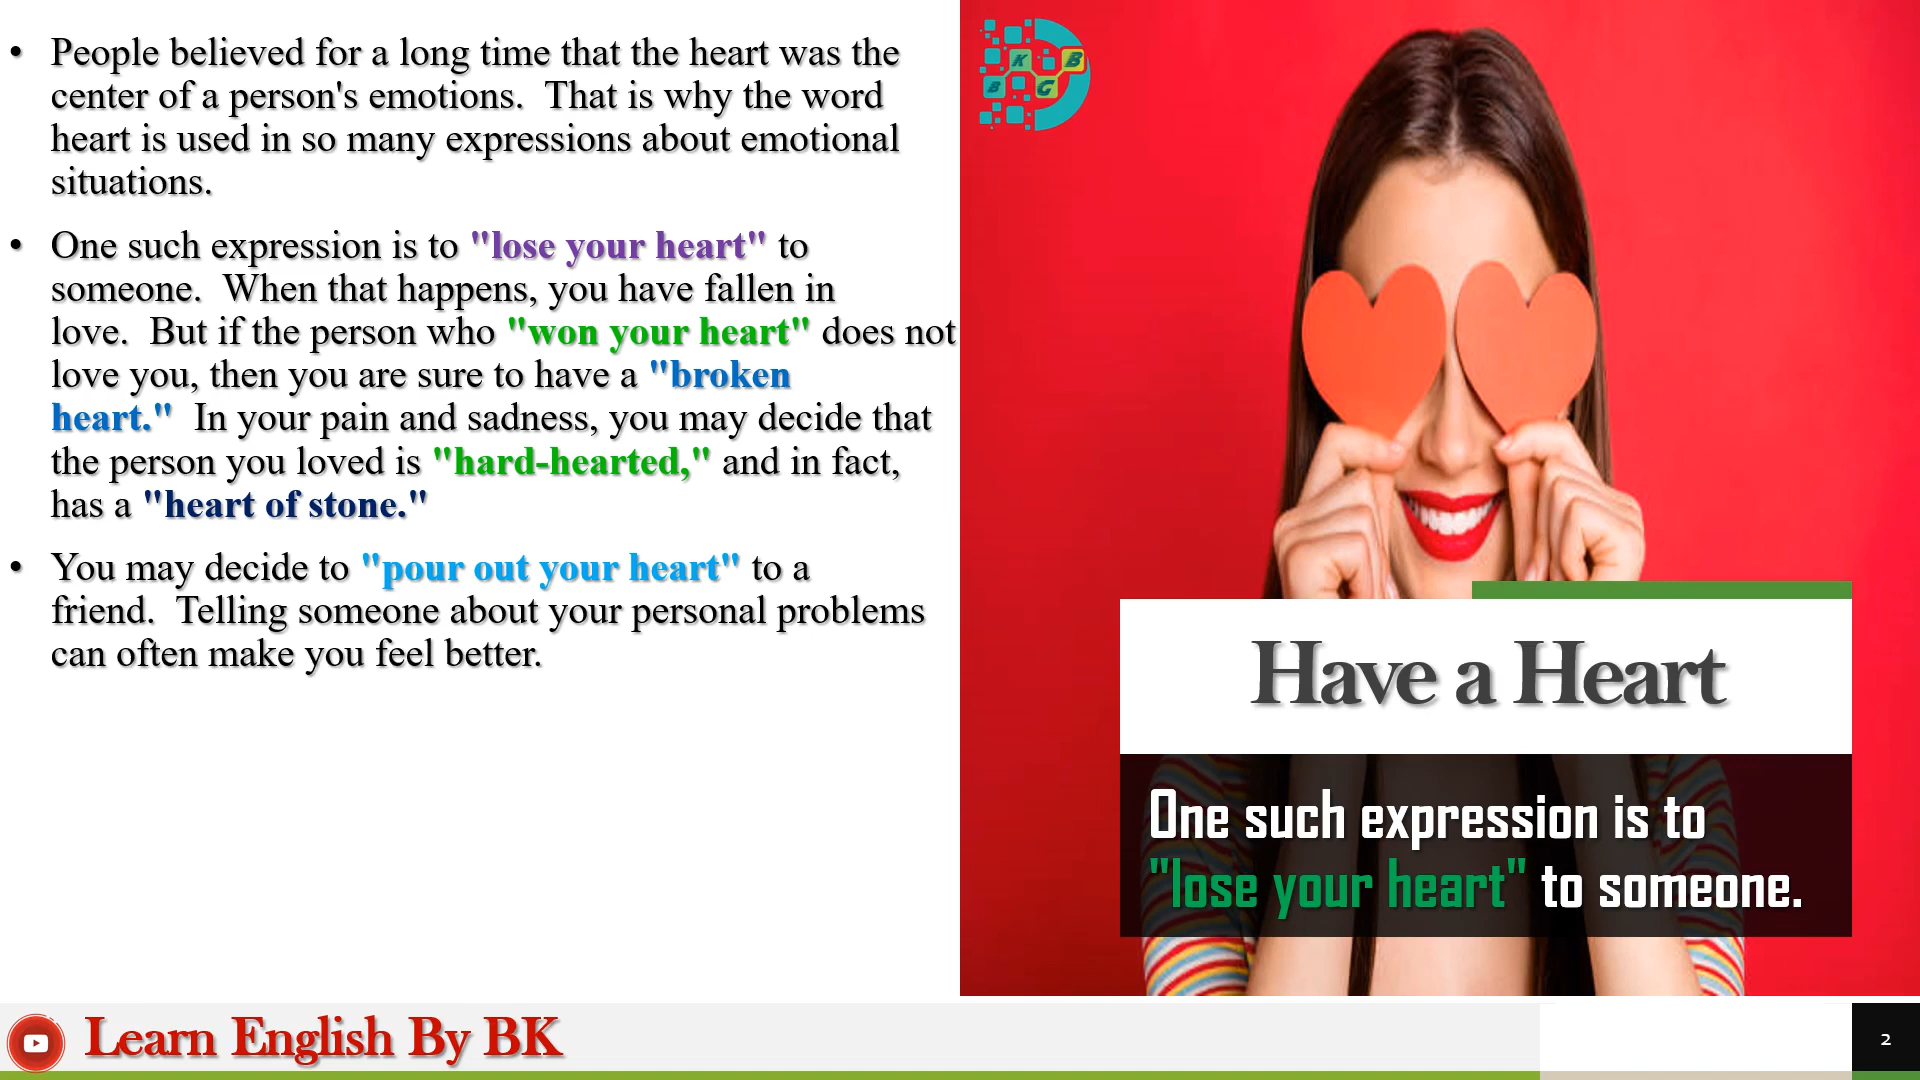 • People believed for a long time that the heart was the
center of a person's emotions.  That is why the word
heart is used in so many expressions about emotional
situations.
• One such expression is to "lose your heart" to
someone.  When that happens, you have fallen in
love.  But if the person who "won your heart" does not
love you, then you are sure to have a "broken
heart."  In your pain and sadness, you may decide that
the person you loved is "hard-hearted," and in fact,
has a "heart of stone."
• You may decide to "pour out your heart" to a
friend.  Telling someone about your personal problems
can often make you feel better.
K B
B G
Have a Heart
One such expression is to
"lose your heart" to someone.
Learn English By BK
2